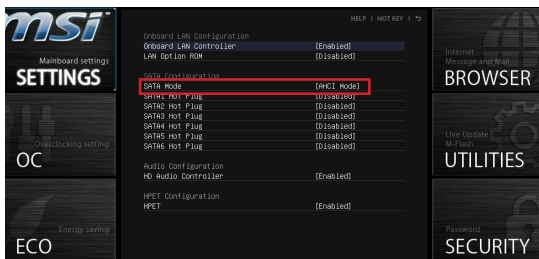 msi
HELP | HOT KEY | ⮌
Mainboard settings
SETTINGS
Overclocking setting
OC
Energy saving
ECO
Onboard LAN Configuration
Onboard LAN Controller [Enabled]
LAN Option ROM [Disabled]
SATA Configuration
SATA Mode [AHCI Mode]
SATA1 Hot Plug [Disabled]
SATA2 Hot Plug [Disabled]
SATA3 Hot Plug [Disabled]
SATA4 Hot Plug [Disabled]
SATA5 Hot Plug [Disabled]
SATA6 Hot Plug [Disabled]
Audio Configuration
HD Audio Controller [Enabled]
HPET Configuration
HPET [Enabled]
Internet
Message and Mail
BROWSER
Live Update
M-Flash
UTILITIES
Password
SECURITY